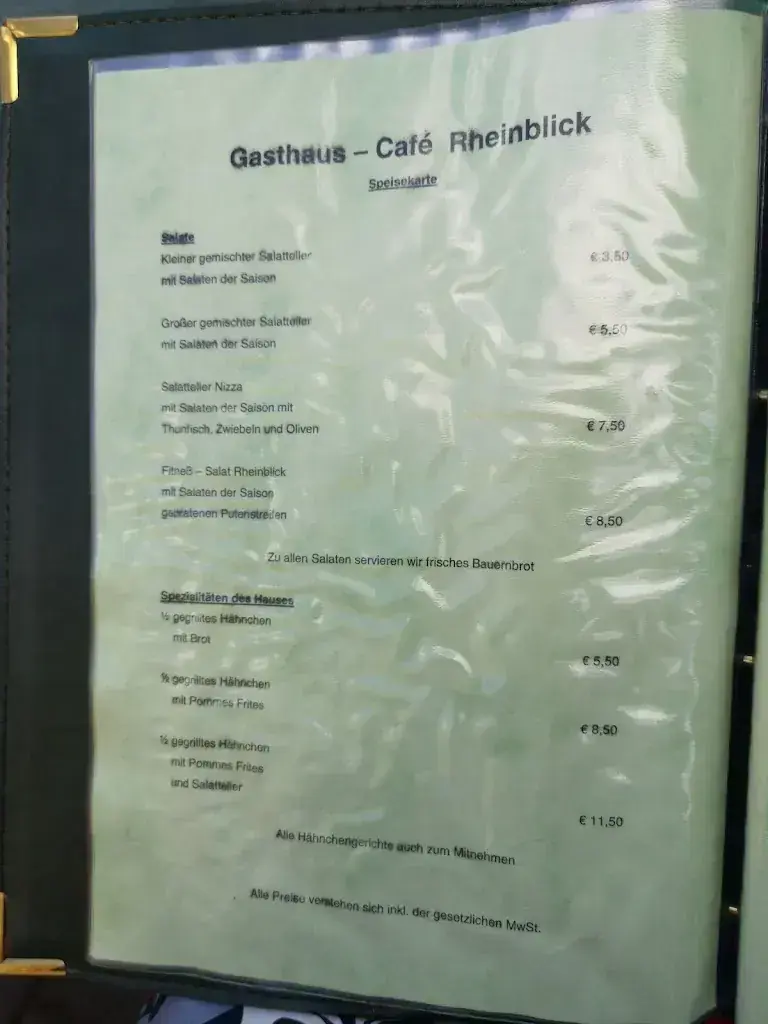 Gasthaus – Café Rheinblick
Speisekarte
Salate
Kleiner gemischter Salatteller
mit Salaten der Saison € 3,50
Großer gemischter Salatteller
mit Salaten der Saison € 5,50
Salatteller Nizza
mit Salaten der Saison mit
Thunfisch, Zwiebeln und Oliven € 7,50
Fitneß – Salat Rheinblick
mit Salaten der Saison
gebratenen Putenstreifen € 8,50
Zu allen Salaten servieren wir frisches Bauernbrot
Spezialitäten des Hauses
½ gegrilltes Hähnchen
mit Brot € 5,50
½ gegrilltes Hähnchen
mit Pommes Frites € 8,50
½ gegrilltes Hähnchen
mit Pommes Frites
und Salatteller € 11,50
Alle Hähnchengerichte auch zum Mitnehmen
Alle Preise verstehen sich inkl. der gesetzlichen MwSt.